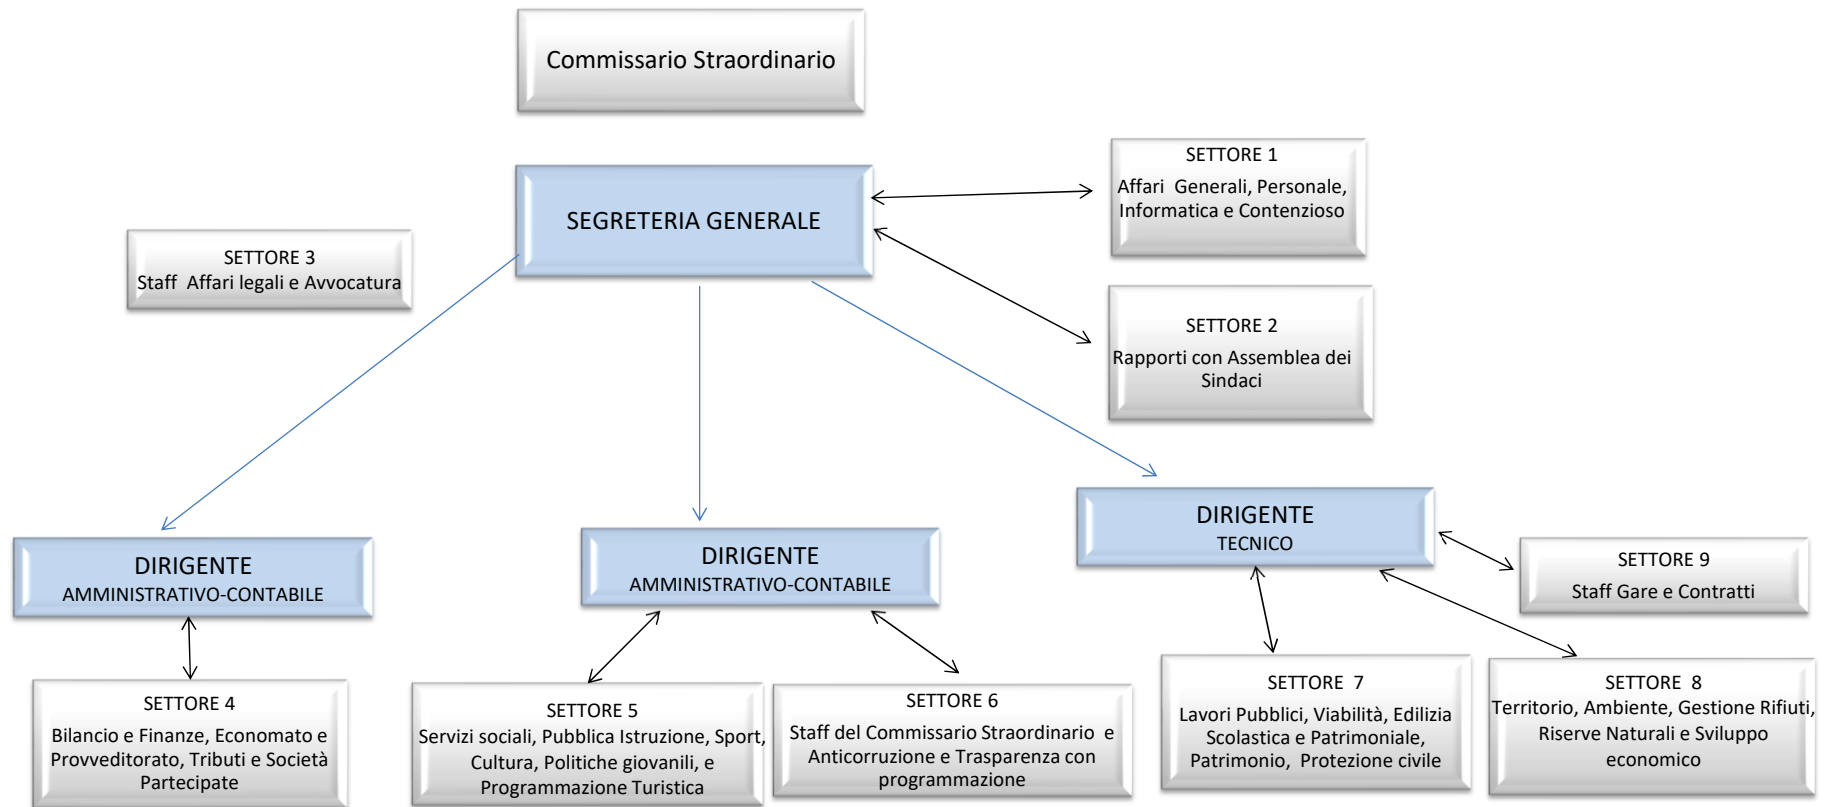 Commissario Straordinario
SEGRETERIA GENERALE
SETTORE 1
Affari Generali, Personale,
Informatica e Contenzioso
SETTORE 3
Staff Affari legali e Avvocatura
SETTORE 2
Rapporti con Assemblea dei
Sindaci
DIRIGENTE
AMMINISTRATIVO-CONTABILE
DIRIGENTE
AMMINISTRATIVO-CONTABILE
DIRIGENTE
TECNICO
SETTORE 9
Staff Gare e Contratti
SETTORE 4
Bilancio e Finanze, Economato e
Provveditorato, Tributi e Società
Partecipate
SETTORE 5
Servizi sociali, Pubblica Istruzione, Sport,
Cultura, Politiche giovanili, e
Programmazione Turistica
SETTORE 6
Staff del Commissario Straordinario e
Anticorruzione e Trasparenza con
programmazione
SETTORE 7
Lavori Pubblici, Viabilità, Edilizia
Scolastica e Patrimoniale,
Patrimonio, Protezione civile
SETTORE 8
Territorio, Ambiente, Gestione Rifiuti,
Riserve Naturali e Sviluppo
economico